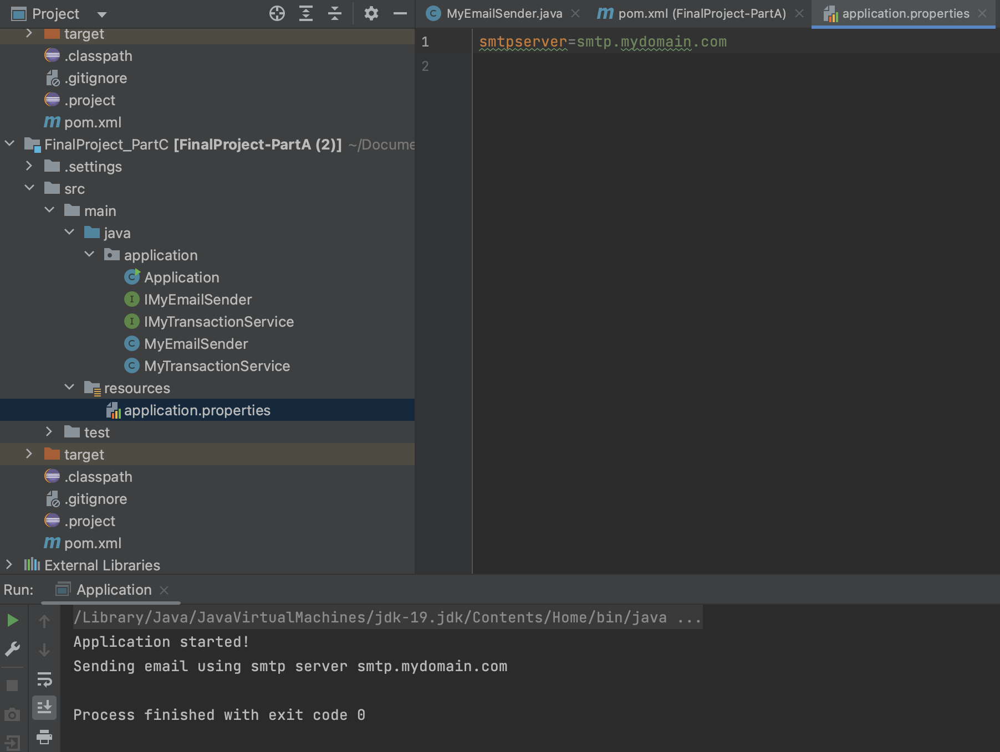 Project
MyEmailSender.java
pom.xml (FinalProject-PartA)
application.properties
target
.classpath
.gitignore
.project
pom.xml
FinalProject_PartC [FinalProject-PartA (2)] ~/Docume
.settings
src
main
java
application
Application
IMyEmailSender
IMyTransactionService
MyEmailSender
MyTransactionService
resources
application.properties
test
target
.classpath
.gitignore
.project
pom.xml
External Libraries
1 smtpserver=smtp.mydomain.com
2
Run: Application
/Library/Java/JavaVirtualMachines/jdk-19.jdk/Contents/Home/bin/java ...
Application started!
Sending email using smtp server smtp.mydomain.com
Process finished with exit code 0